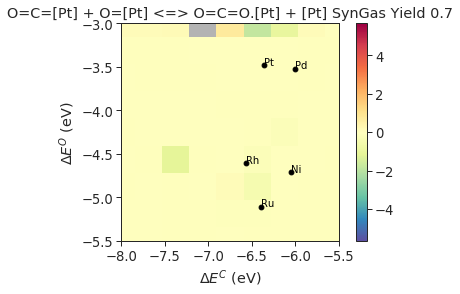 O=C=[Pt] + O=[Pt] <=> O=C=O.[Pt] + [Pt] SynGas Yield 0.7
−3.0
−3.5
−4.0
−4.5
−5.0
−5.5
ΔE^O (eV)
Pt
Pd
Rh
Ni
Ru
−8.0 −7.5 −7.0 −6.5 −6.0 −5.5
ΔE^C (eV)
4
2
0
−2
−4